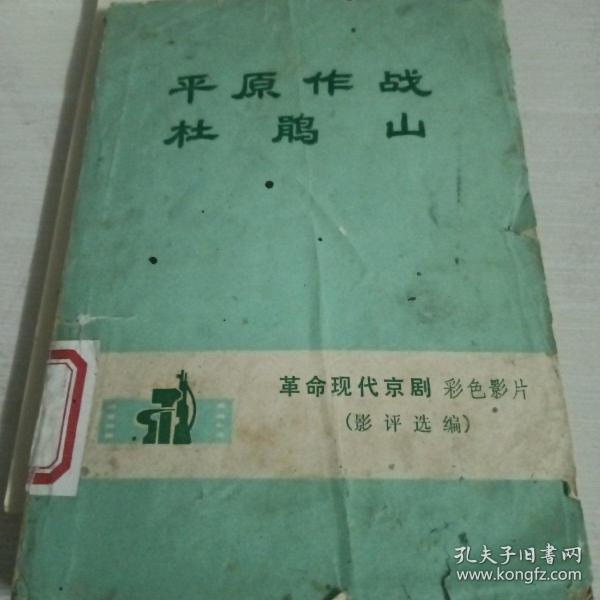 平原作战
杜鹃山
革命现代京剧 彩色影片
(影评选编)
孔夫子旧书网
www.kongfz.com